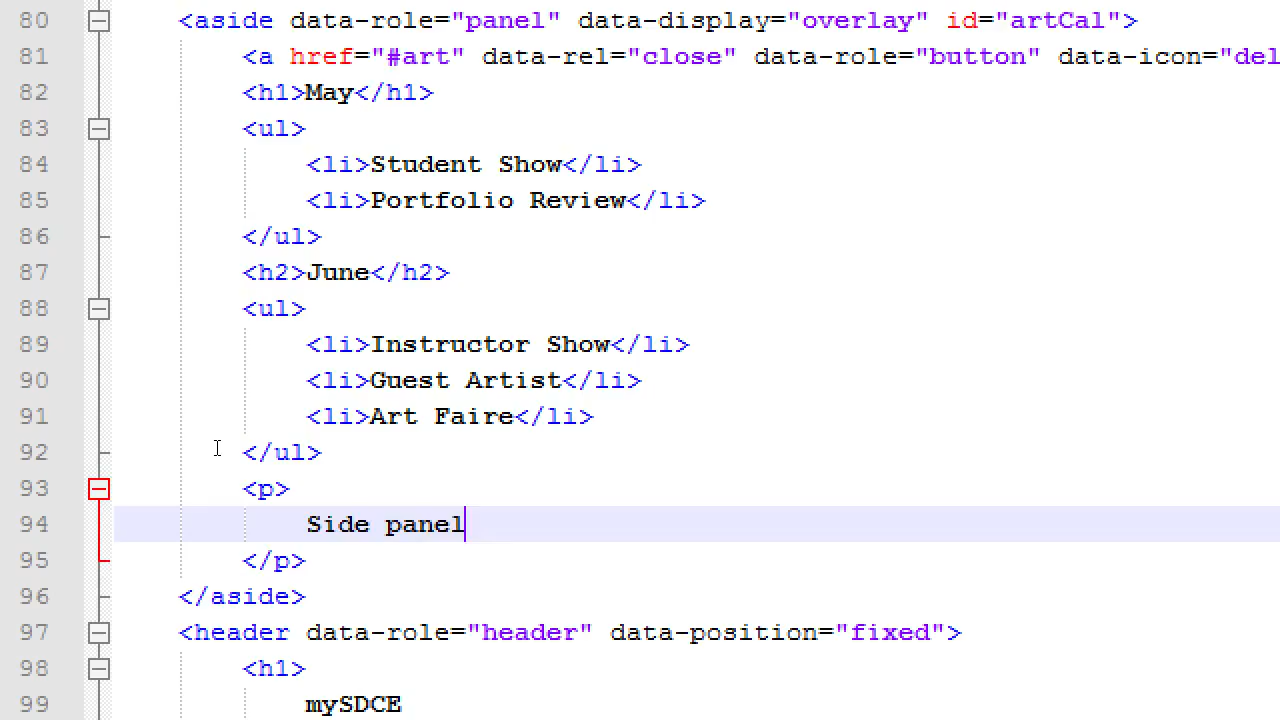 80 <aside data-role="panel" data-display="overlay" id="artCal">
81 <a href="#art" data-rel="close" data-role="button" data-icon="del
82 <h1>May</h1>
83 <ul>
84 <li>Student Show</li>
85 <li>Portfolio Review</li>
86 </ul>
87 <h2>June</h2>
88 <ul>
89 <li>Instructor Show</li>
90 <li>Guest Artist</li>
91 <li>Art Faire</li>
92 </ul>
93 <p>
94 Side panel
95 </p>
96 </aside>
97 <header data-role="header" data-position="fixed">
98 <h1>
99 mySDCE